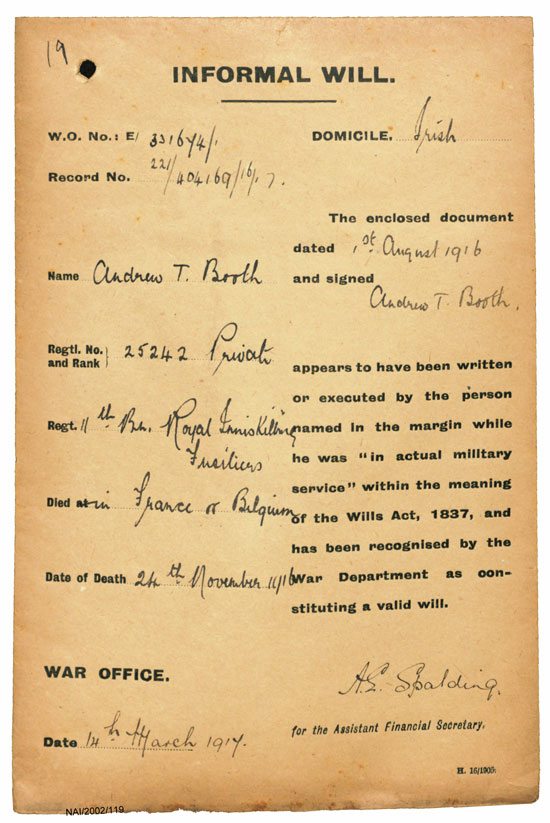 19
INFORMAL WILL.
W.O. No.: E/ 331674/1
Record No. 221/404169/16/17.
Name Andrew T. Booth
Regtl. No. and Rank 25242 Private
Regt. 11th Bn. Royal Inniskilling
Fusiliers
Died at in France or Belgium
Date of Death 24th November 1916
WAR OFFICE.
Date 14th March 1917.
DOMICILE. Irish
The enclosed document
dated 1st August 1916
and signed
Andrew T. Booth.
appears to have been written
or executed by the person
named in the margin while
he was "in actual military
service" within the meaning
of the Wills Act, 1837, and
has been recognised by the
War Department as con-
stituting a valid will.
A.E. Spalding.
for the Assistant Financial Secretary.
H. 16/1905.
NAI/2002/119